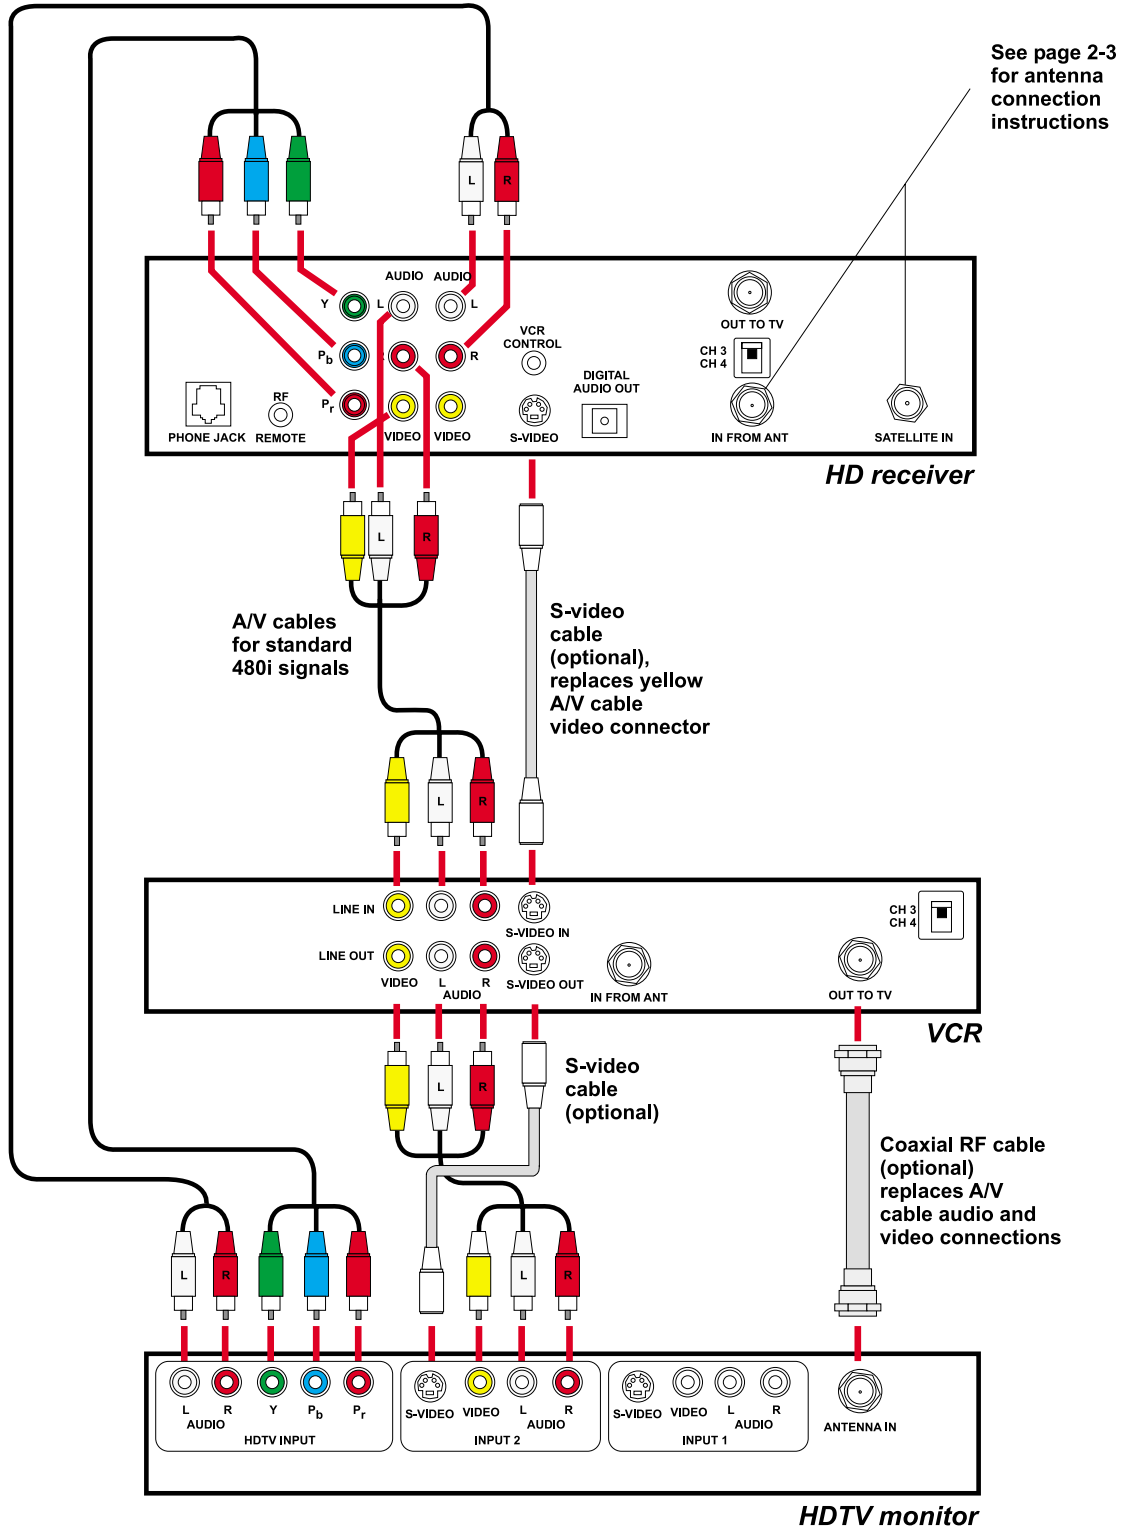 See page 2-3
for antenna
connection
instructions
L
R
AUDIO
AUDIO
Y
L
L
OUT TO TV
VCR
CONTROL
CH 3
CH 4
Pb
R
R
DIGITAL
AUDIO OUT
RF
Pr
PHONE JACK
REMOTE
VIDEO
VIDEO
S-VIDEO
IN FROM ANT
SATELLITE IN
HD receiver
L
R
A/V cables
for standard
480i signals
S-video
cable
(optional),
replaces yellow
A/V cable
video connector
L
R
LINE IN
CH 3
CH 4
S-VIDEO IN
LINE OUT
VIDEO
L
R
AUDIO
S-VIDEO OUT
IN FROM ANT
OUT TO TV
VCR
L
R
S-video
cable
(optional)
Coaxial RF cable
(optional)
replaces A/V
cable audio and
video connections
L
R
L
R
L
R
AUDIO
Y
Pb
Pr
HDTV INPUT
S-VIDEO
VIDEO
L
R
AUDIO
INPUT 2
S-VIDEO
VIDEO
L
R
AUDIO
INPUT 1
ANTENNA IN
HDTV monitor